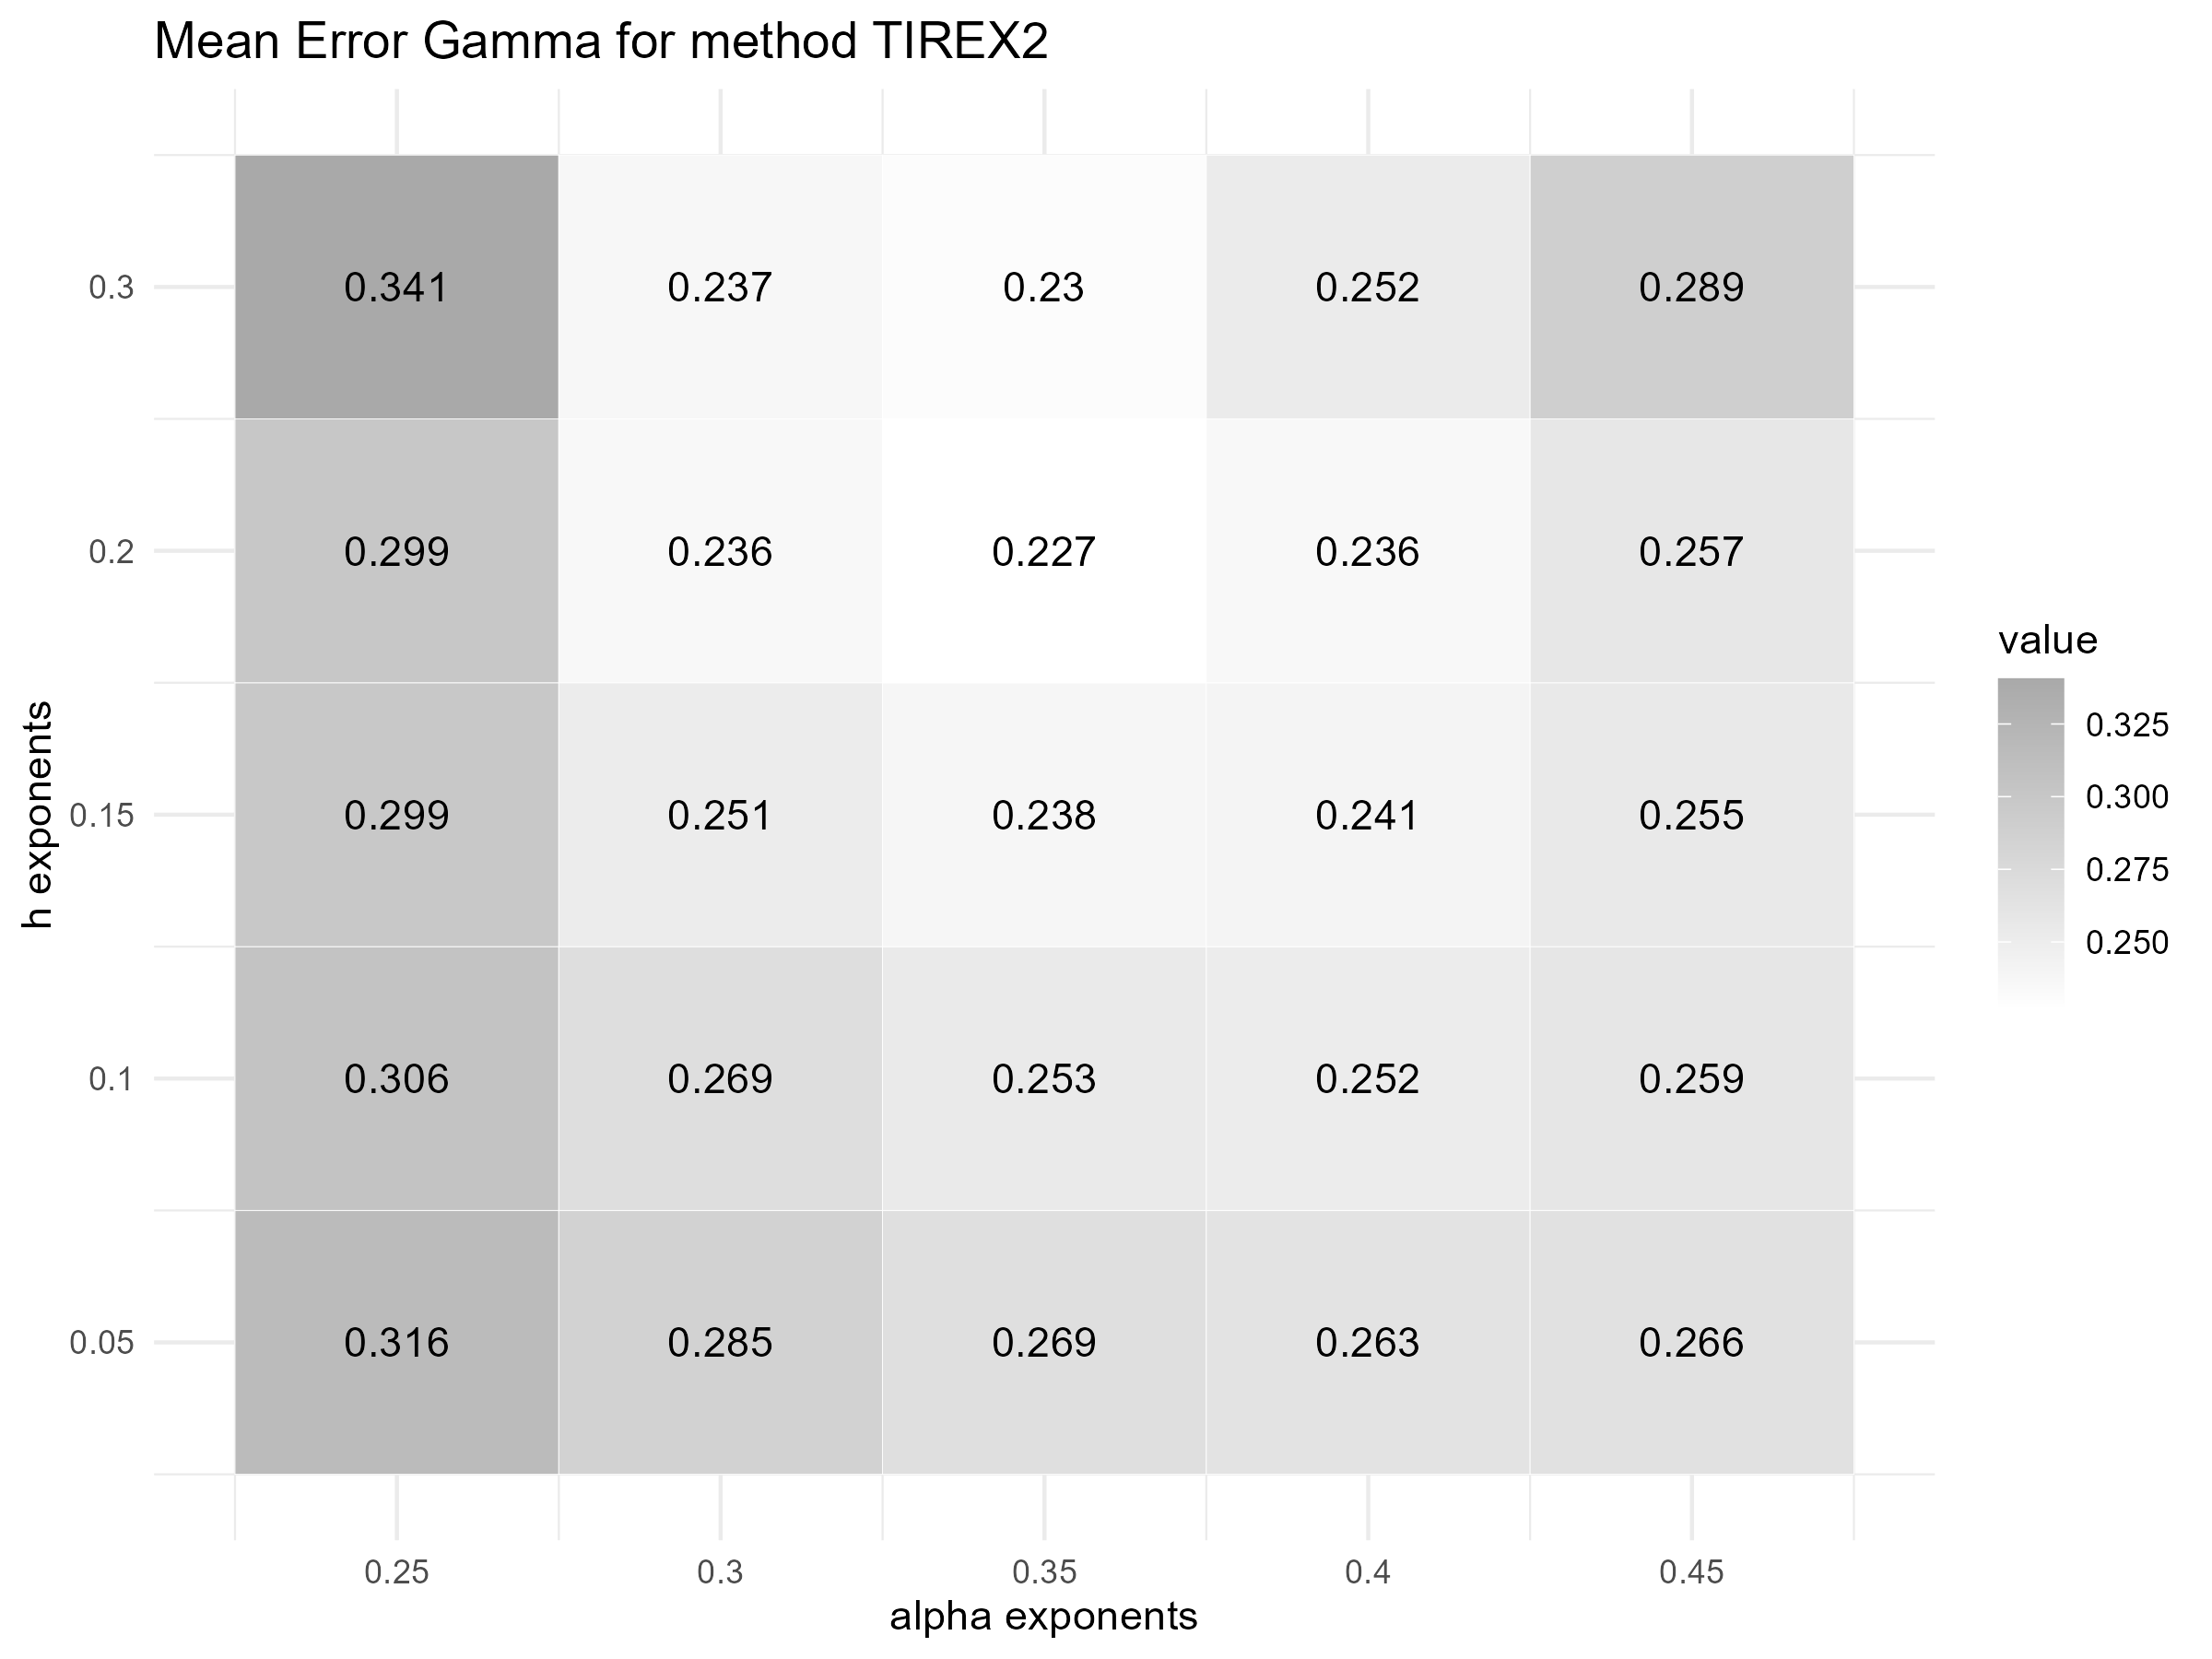 Mean Error Gamma for method TIREX2
0.3 0.341 0.237 0.23 0.252 0.289
0.2 0.299 0.236 0.227 0.236 0.257
0.15 0.299 0.251 0.238 0.241 0.255
0.1 0.306 0.269 0.253 0.252 0.259
0.05 0.316 0.285 0.269 0.263 0.266
0.25 0.3 0.35 0.4 0.45
alpha exponents
h exponents
value
0.325
0.300
0.275
0.250